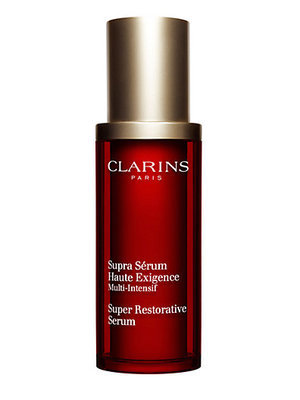 CLARINS
PARIS
Supra Sérum
Haute Exigence
Multi-Intensif
Super Restorative
Serum